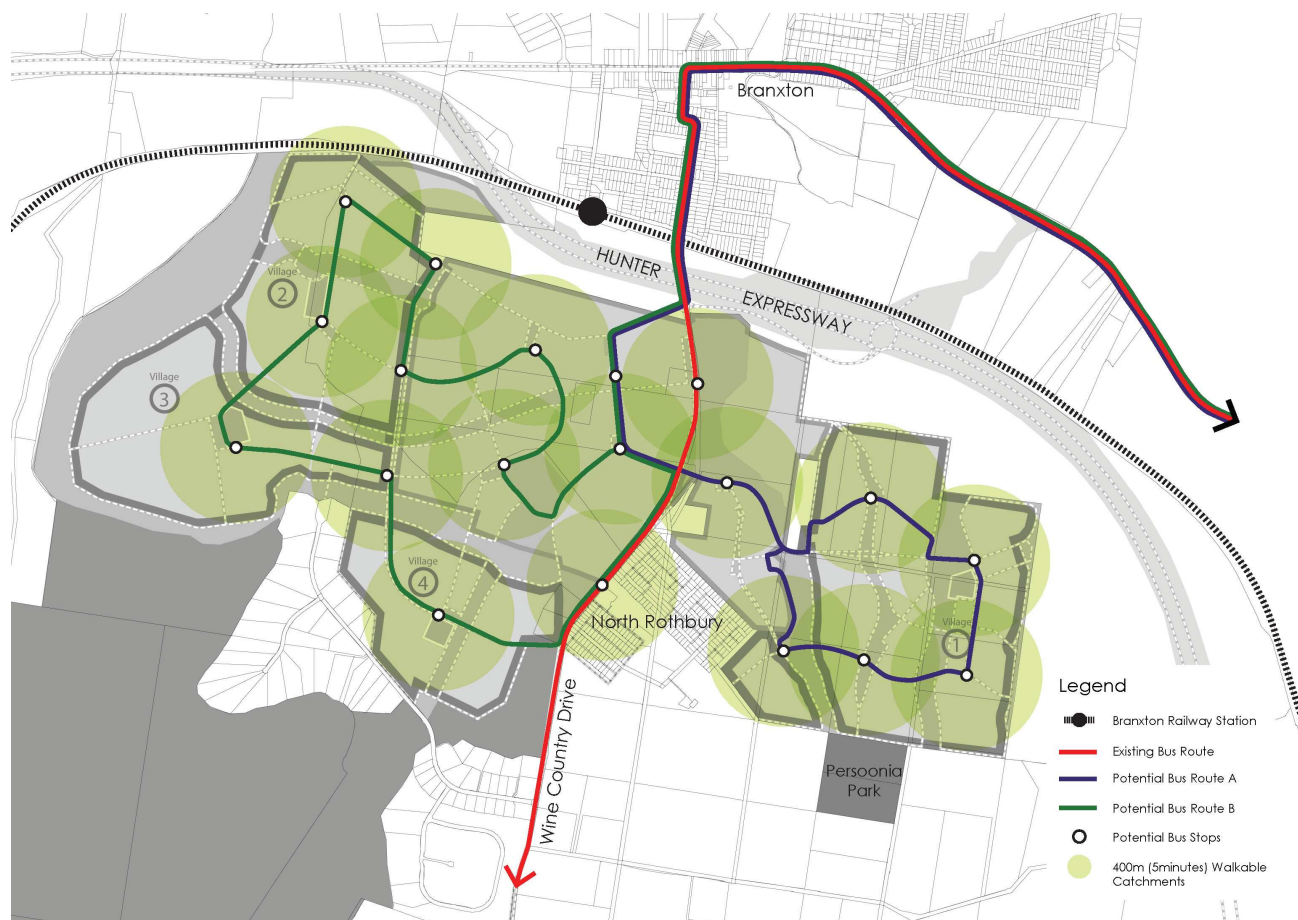 Branxton
HUNTER
EXPRESSWAY
Village
2
Village
3
Village
4
North Rothbury
Village
1
Wine Country Drive
Persoonia
Park
Legend
Branxton Railway Station
Existing Bus Route
Potential Bus Route A
Potential Bus Route B
Potential Bus Stops
400m (5minutes) Walkable
Catchments